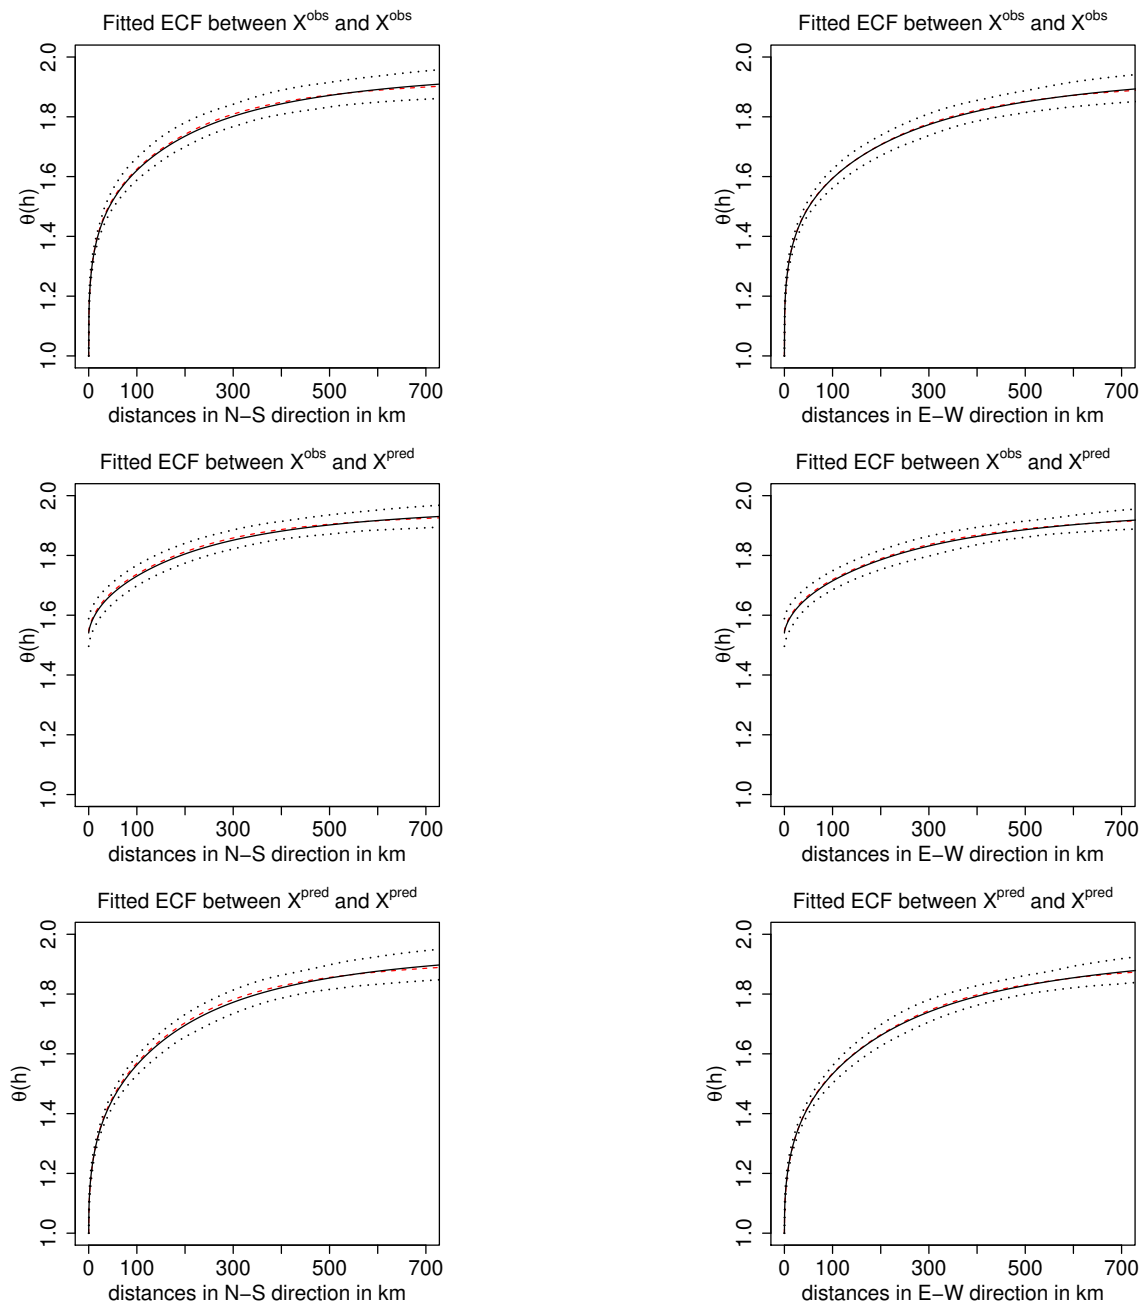 Fitted ECF between X^obs and X^obs
θ(h)
1.0 1.2 1.4 1.6 1.8 2.0
0 100 300 500 700
distances in N−S direction in km
Fitted ECF between X^obs and X^obs
θ(h)
1.0 1.2 1.4 1.6 1.8 2.0
0 100 300 500 700
distances in E−W direction in km
Fitted ECF between X^obs and X^pred
θ(h)
1.0 1.2 1.4 1.6 1.8 2.0
0 100 300 500 700
distances in N−S direction in km
Fitted ECF between X^obs and X^pred
θ(h)
1.0 1.2 1.4 1.6 1.8 2.0
0 100 300 500 700
distances in E−W direction in km
Fitted ECF between X^pred and X^pred
θ(h)
1.0 1.2 1.4 1.6 1.8 2.0
0 100 300 500 700
distances in N−S direction in km
Fitted ECF between X^pred and X^pred
θ(h)
1.0 1.2 1.4 1.6 1.8 2.0
0 100 300 500 700
distances in E−W direction in km